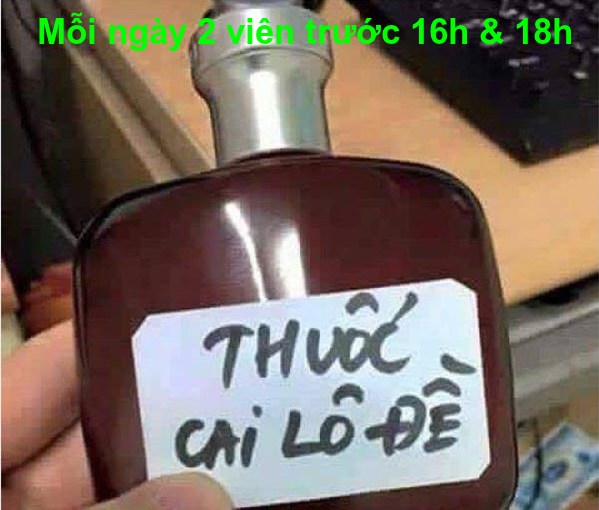 Mỗi ngày 2 viên trước 16h & 18h
THUỐC
CAi LÔ-ĐỀ